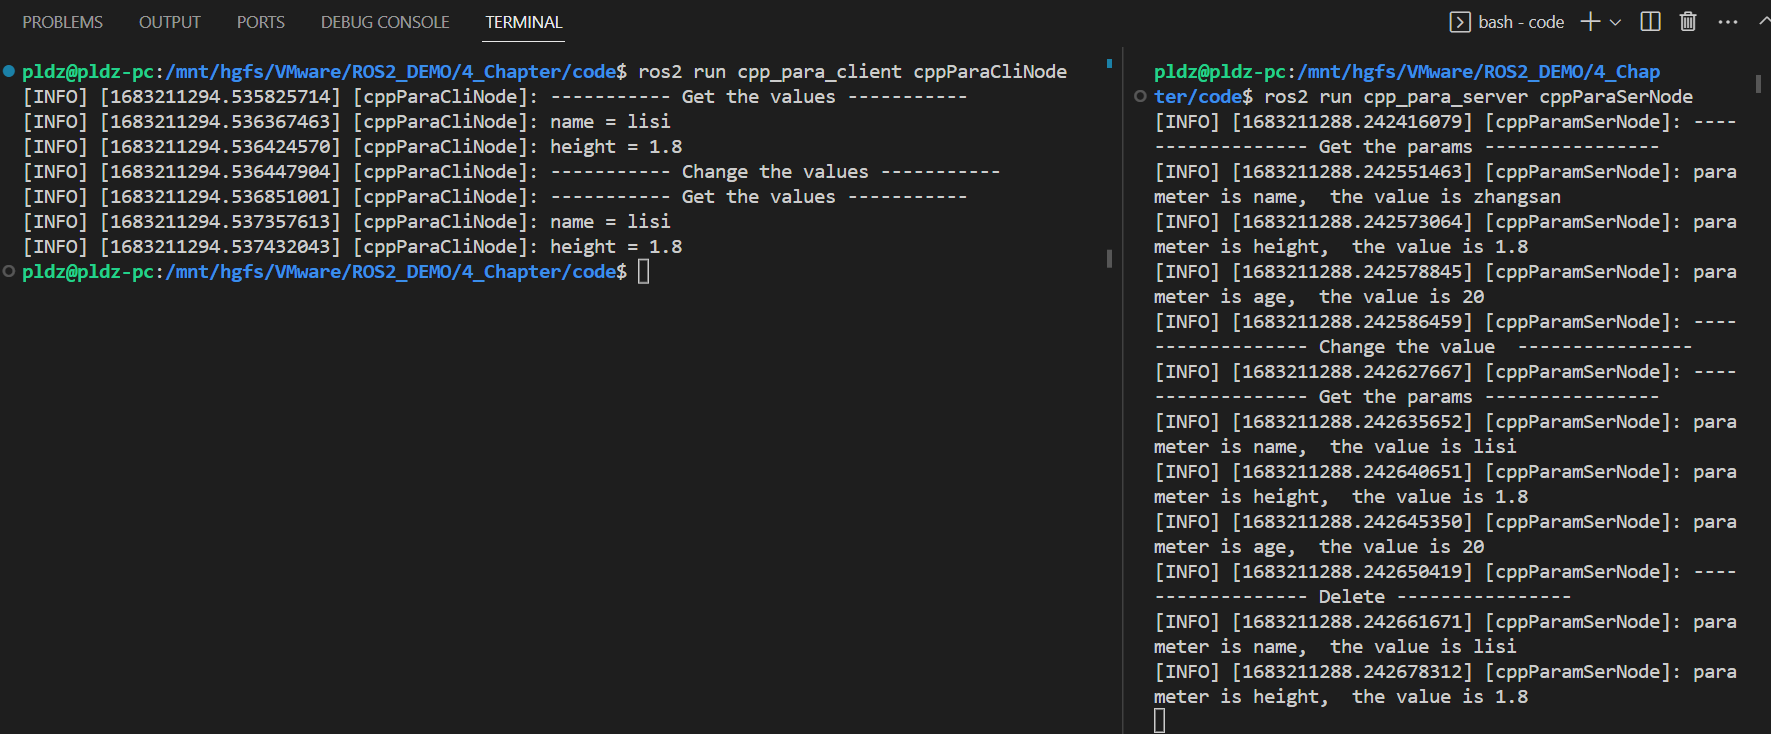 PROBLEMS OUTPUT PORTS DEBUG CONSOLE TERMINAL bash - code
pldz@pldz-pc:/mnt/hgfs/VMware/ROS2_DEMO/4_Chapter/code$ ros2 run cpp_para_client cppParaCliNode
[INFO] [1683211294.535825714] [cppParaCliNode]: ----------- Get the values -----------
[INFO] [1683211294.536367463] [cppParaCliNode]: name = lisi
[INFO] [1683211294.536424570] [cppParaCliNode]: height = 1.8
[INFO] [1683211294.536447904] [cppParaCliNode]: ----------- Change the values -----------
[INFO] [1683211294.536851001] [cppParaCliNode]: ----------- Get the values -----------
[INFO] [1683211294.537357613] [cppParaCliNode]: name = lisi
[INFO] [1683211294.537432043] [cppParaCliNode]: height = 1.8
pldz@pldz-pc:/mnt/hgfs/VMware/ROS2_DEMO/4_Chapter/code$
pldz@pldz-pc:/mnt/hgfs/VMware/ROS2_DEMO/4_Chap
ter/code$ ros2 run cpp_para_server cppParaSerNode
[INFO] [1683211288.242416079] [cppParamSerNode]: ----
-------------- Get the params ----------------
[INFO] [1683211288.242551463] [cppParamSerNode]: para
meter is name,  the value is zhangsan
[INFO] [1683211288.242573064] [cppParamSerNode]: para
meter is height,  the value is 1.8
[INFO] [1683211288.242578845] [cppParamSerNode]: para
meter is age,  the value is 20
[INFO] [1683211288.242586459] [cppParamSerNode]: ----
-------------- Change the value  ----------------
[INFO] [1683211288.242627667] [cppParamSerNode]: ----
-------------- Get the params ----------------
[INFO] [1683211288.242635652] [cppParamSerNode]: para
meter is name,  the value is lisi
[INFO] [1683211288.242640651] [cppParamSerNode]: para
meter is height,  the value is 1.8
[INFO] [1683211288.242645350] [cppParamSerNode]: para
meter is age,  the value is 20
[INFO] [1683211288.242650419] [cppParamSerNode]: ----
-------------- Delete ----------------
[INFO] [1683211288.242661671] [cppParamSerNode]: para
meter is name,  the value is lisi
[INFO] [1683211288.242678312] [cppParamSerNode]: para
meter is height,  the value is 1.8